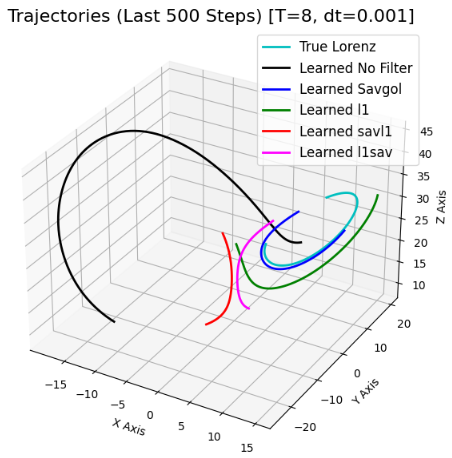 Trajectories (Last 500 Steps) [T=8, dt=0.001]
True Lorenz
Learned No Filter
Learned Savgol
Learned l1
Learned savl1
Learned l1sav
45
40
35
30
25
20
15
10
Z Axis
20
10
0
−10
−20
Y Axis
−15
−10
−5
0
5
10
15
X Axis